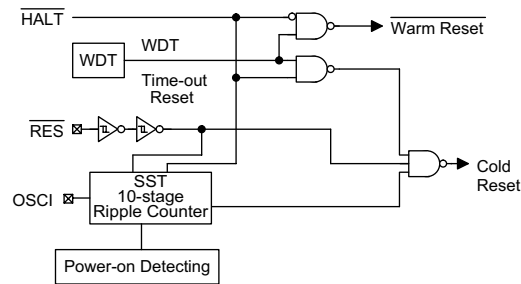 HALT
Warm Reset
WDT
WDT
Time-out
Reset
RES
Cold
Reset
OSCI
SST
10-stage
Ripple Counter
Power-on Detecting